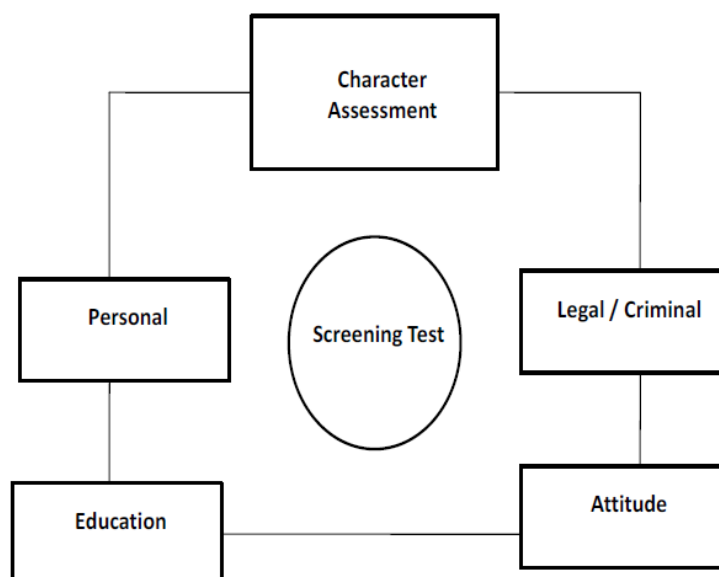 Character
Assessment
Personal
Legal / Criminal
Screening Test
Education
Attitude